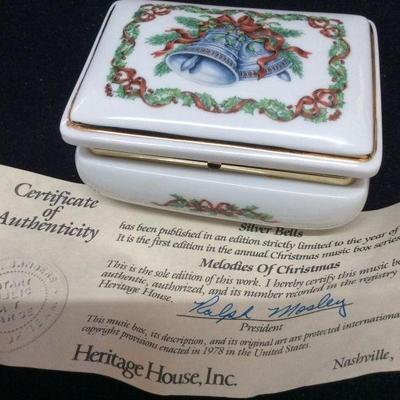 Certificate
of
Authenticity
Silver Bells
has been published in an edition strictly limited to the year of
It is the first edition in the annual Christmas music box series
Melodies Of Christmas
This is the sole edition of this work. I hereby certify this music box
authentic, authorized, and its number recorded in the registry
Heritage House.
Ralph Mosley
President
This music box, its description, and its original art are protected international
copyright provisions enacted in 1978 in the United States.
Heritage House, Inc.
Nashville,